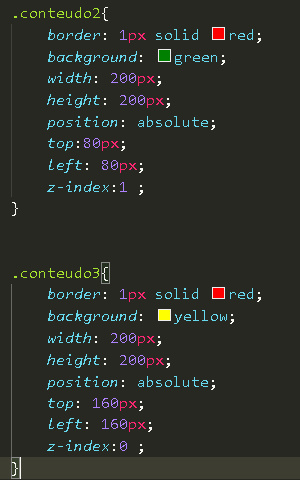 .conteudo2{
border: 1px solid red;
background: green;
width: 200px;
height: 200px;
position: absolute;
top:80px;
left: 80px;
z-index:1 ;
}
.conteudo3{
border: 1px solid red;
background: yellow;
width: 200px;
height: 200px;
position: absolute;
top: 160px;
left: 160px;
z-index:0 ;
}